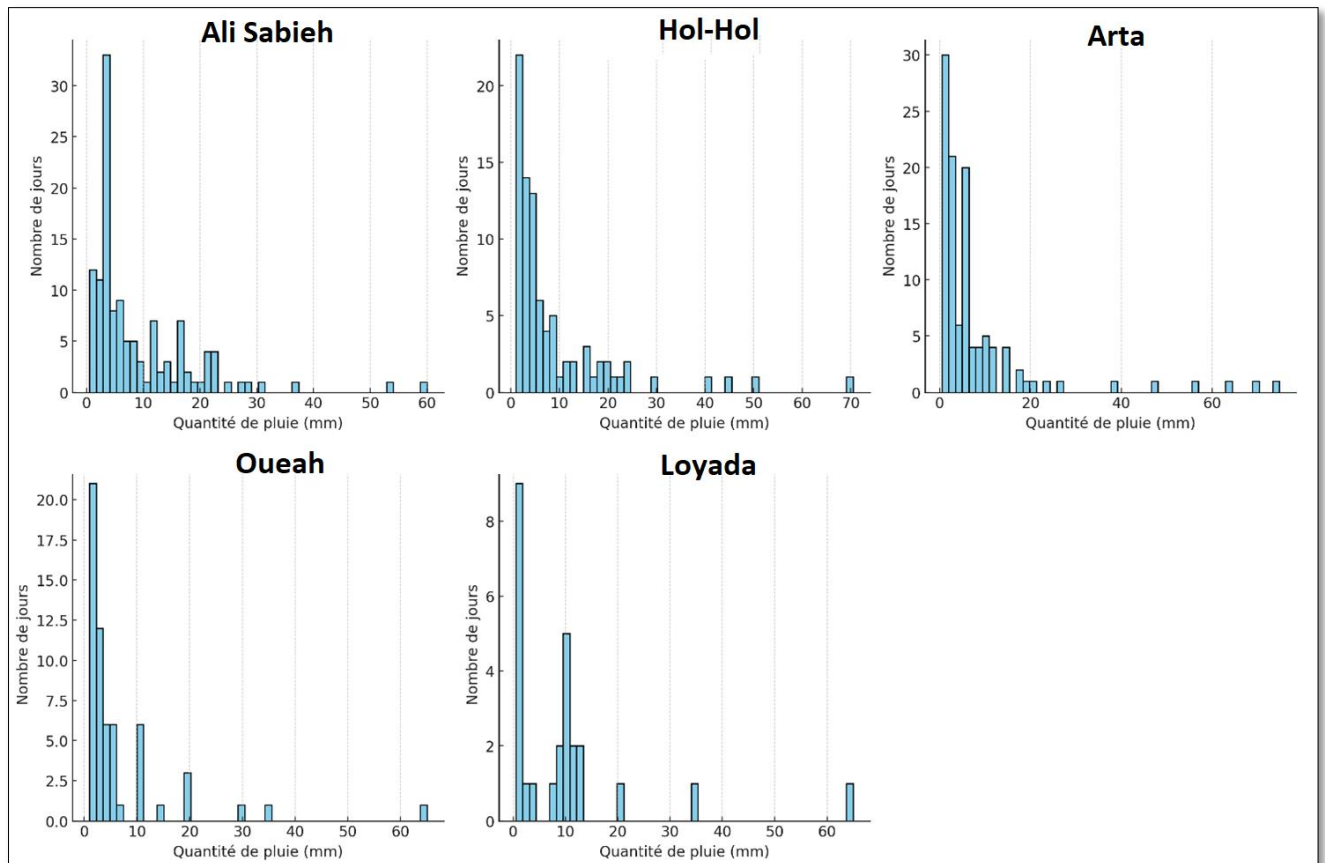 Ali Sabieh
Nombre de jours
30
25
20
15
10
5
0
0 10 20 30 40 50 60
Quantité de pluie (mm)
Hol-Hol
Nombre de jours
20
15
10
5
0
0 10 20 30 40 50 60 70
Quantité de pluie (mm)
Arta
Nombre de jours
30
25
20
15
10
5
0
0 20 40 60
Quantité de pluie (mm)
Oueah
Nombre de jours
20.0
17.5
15.0
12.5
10.0
7.5
5.0
2.5
0.0
0 10 20 30 40 50 60
Quantité de pluie (mm)
Loyada
Nombre de jours
8
6
4
2
0
0 10 20 30 40 50 60
Quantité de pluie (mm)